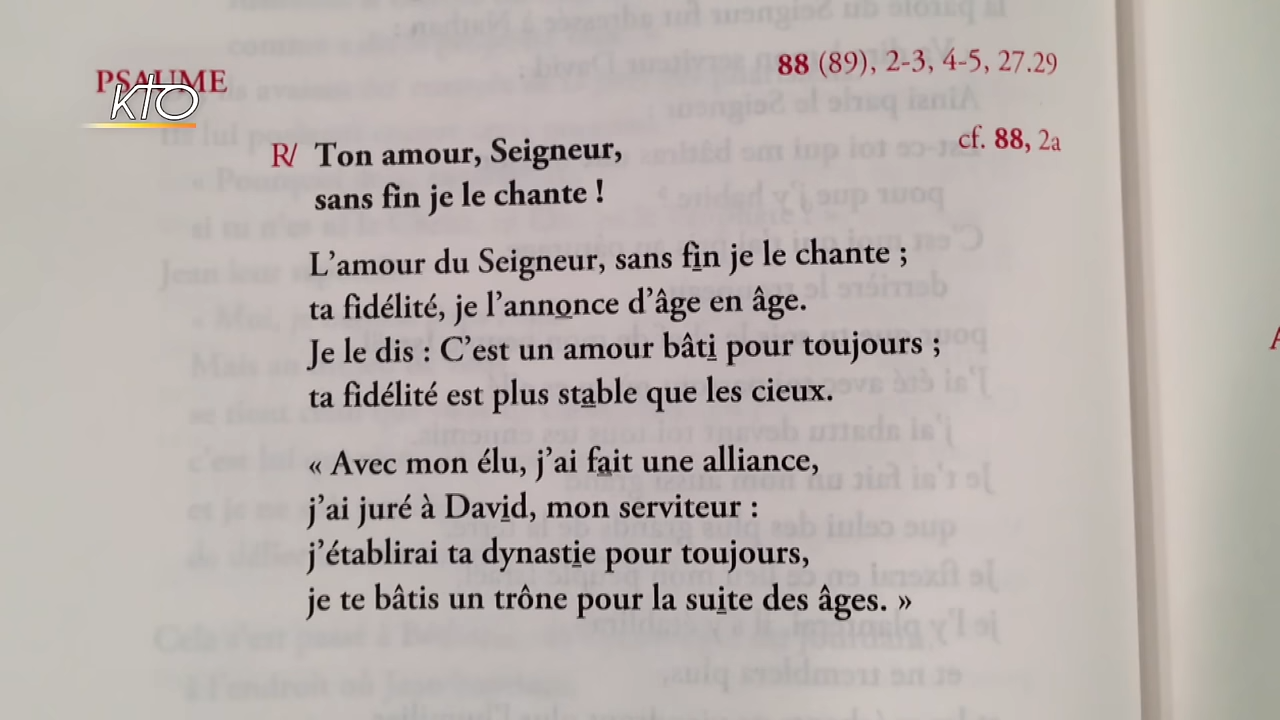 PSAUME
KTO
88 (89), 2-3, 4-5, 27.29
cf. 88, 2a
R/ Ton amour, Seigneur,
sans fin je le chante !
L’amour du Seigneur, sans fin je le chante ;
ta fidélité, je l’annonce d’âge en âge.
Je le dis : C’est un amour bâti pour toujours ;
ta fidélité est plus stable que les cieux.
« Avec mon élu, j’ai fait une alliance,
j’ai juré à David, mon serviteur :
j’établirai ta dynastie pour toujours,
je te bâtis un trône pour la suite des âges. »